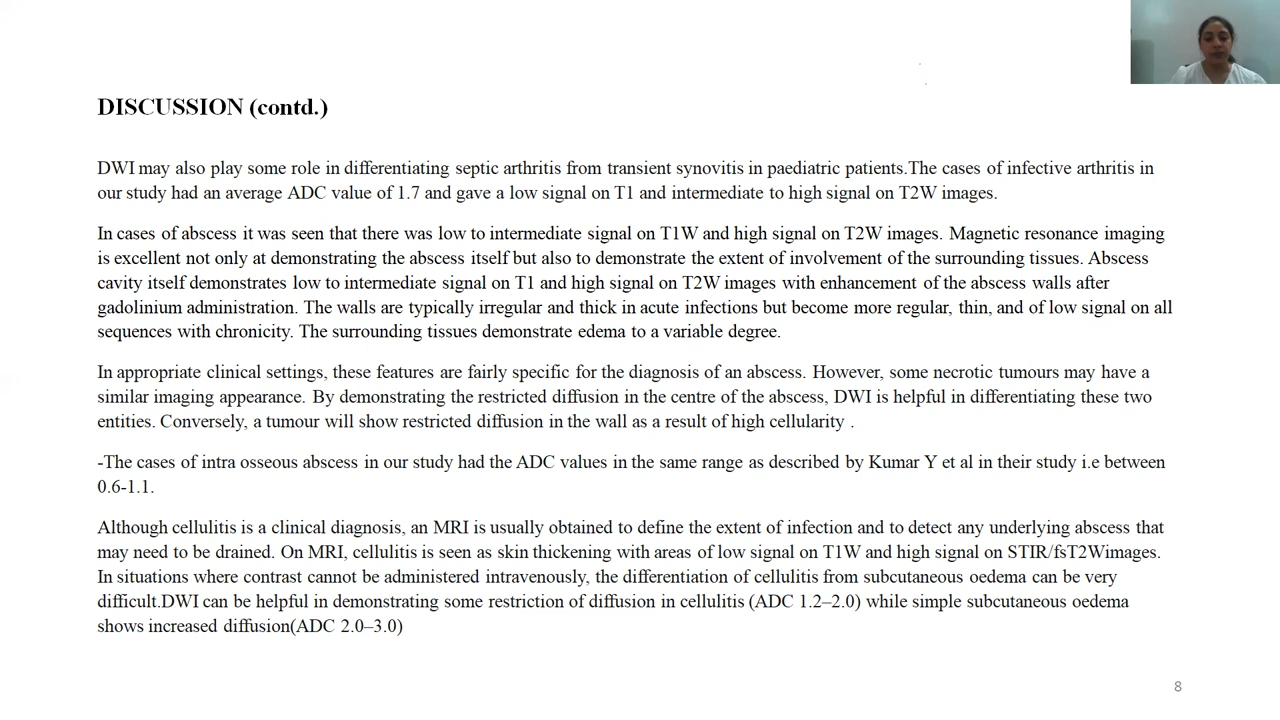 DISCUSSION (contd.)
DWI may also play some role in differentiating septic arthritis from transient synovitis in paediatric patients.The cases of infective arthritis in
our study had an average ADC value of 1.7 and gave a low signal on T1 and intermediate to high signal on T2W images.
In cases of abscess it was seen that there was low to intermediate signal on T1W and high signal on T2W images. Magnetic resonance imaging
is excellent not only at demonstrating the abscess itself but also to demonstrate the extent of involvement of the surrounding tissues. Abscess
cavity itself demonstrates low to intermediate signal on T1 and high signal on T2W images with enhancement of the abscess walls after
gadolinium administration. The walls are typically irregular and thick in acute infections but become more regular, thin, and of low signal on all
sequences with chronicity. The surrounding tissues demonstrate edema to a variable degree.
In appropriate clinical settings, these features are fairly specific for the diagnosis of an abscess. However, some necrotic tumours may have a
similar imaging appearance. By demonstrating the restricted diffusion in the centre of the abscess, DWI is helpful in differentiating these two
entities. Conversely, a tumour will show restricted diffusion in the wall as a result of high cellularity .
-The cases of intra osseous abscess in our study had the ADC values in the same range as described by Kumar Y et al in their study i.e between
0.6-1.1.
Although cellulitis is a clinical diagnosis, an MRI is usually obtained to define the extent of infection and to detect any underlying abscess that
may need to be drained. On MRI, cellulitis is seen as skin thickening with areas of low signal on T1W and high signal on STIR/fsT2Wimages.
In situations where contrast cannot be administered intravenously, the differentiation of cellulitis from subcutaneous oedema can be very
difficult.DWI can be helpful in demonstrating some restriction of diffusion in cellulitis (ADC 1.2–2.0) while simple subcutaneous oedema
shows increased diffusion(ADC 2.0–3.0)
8